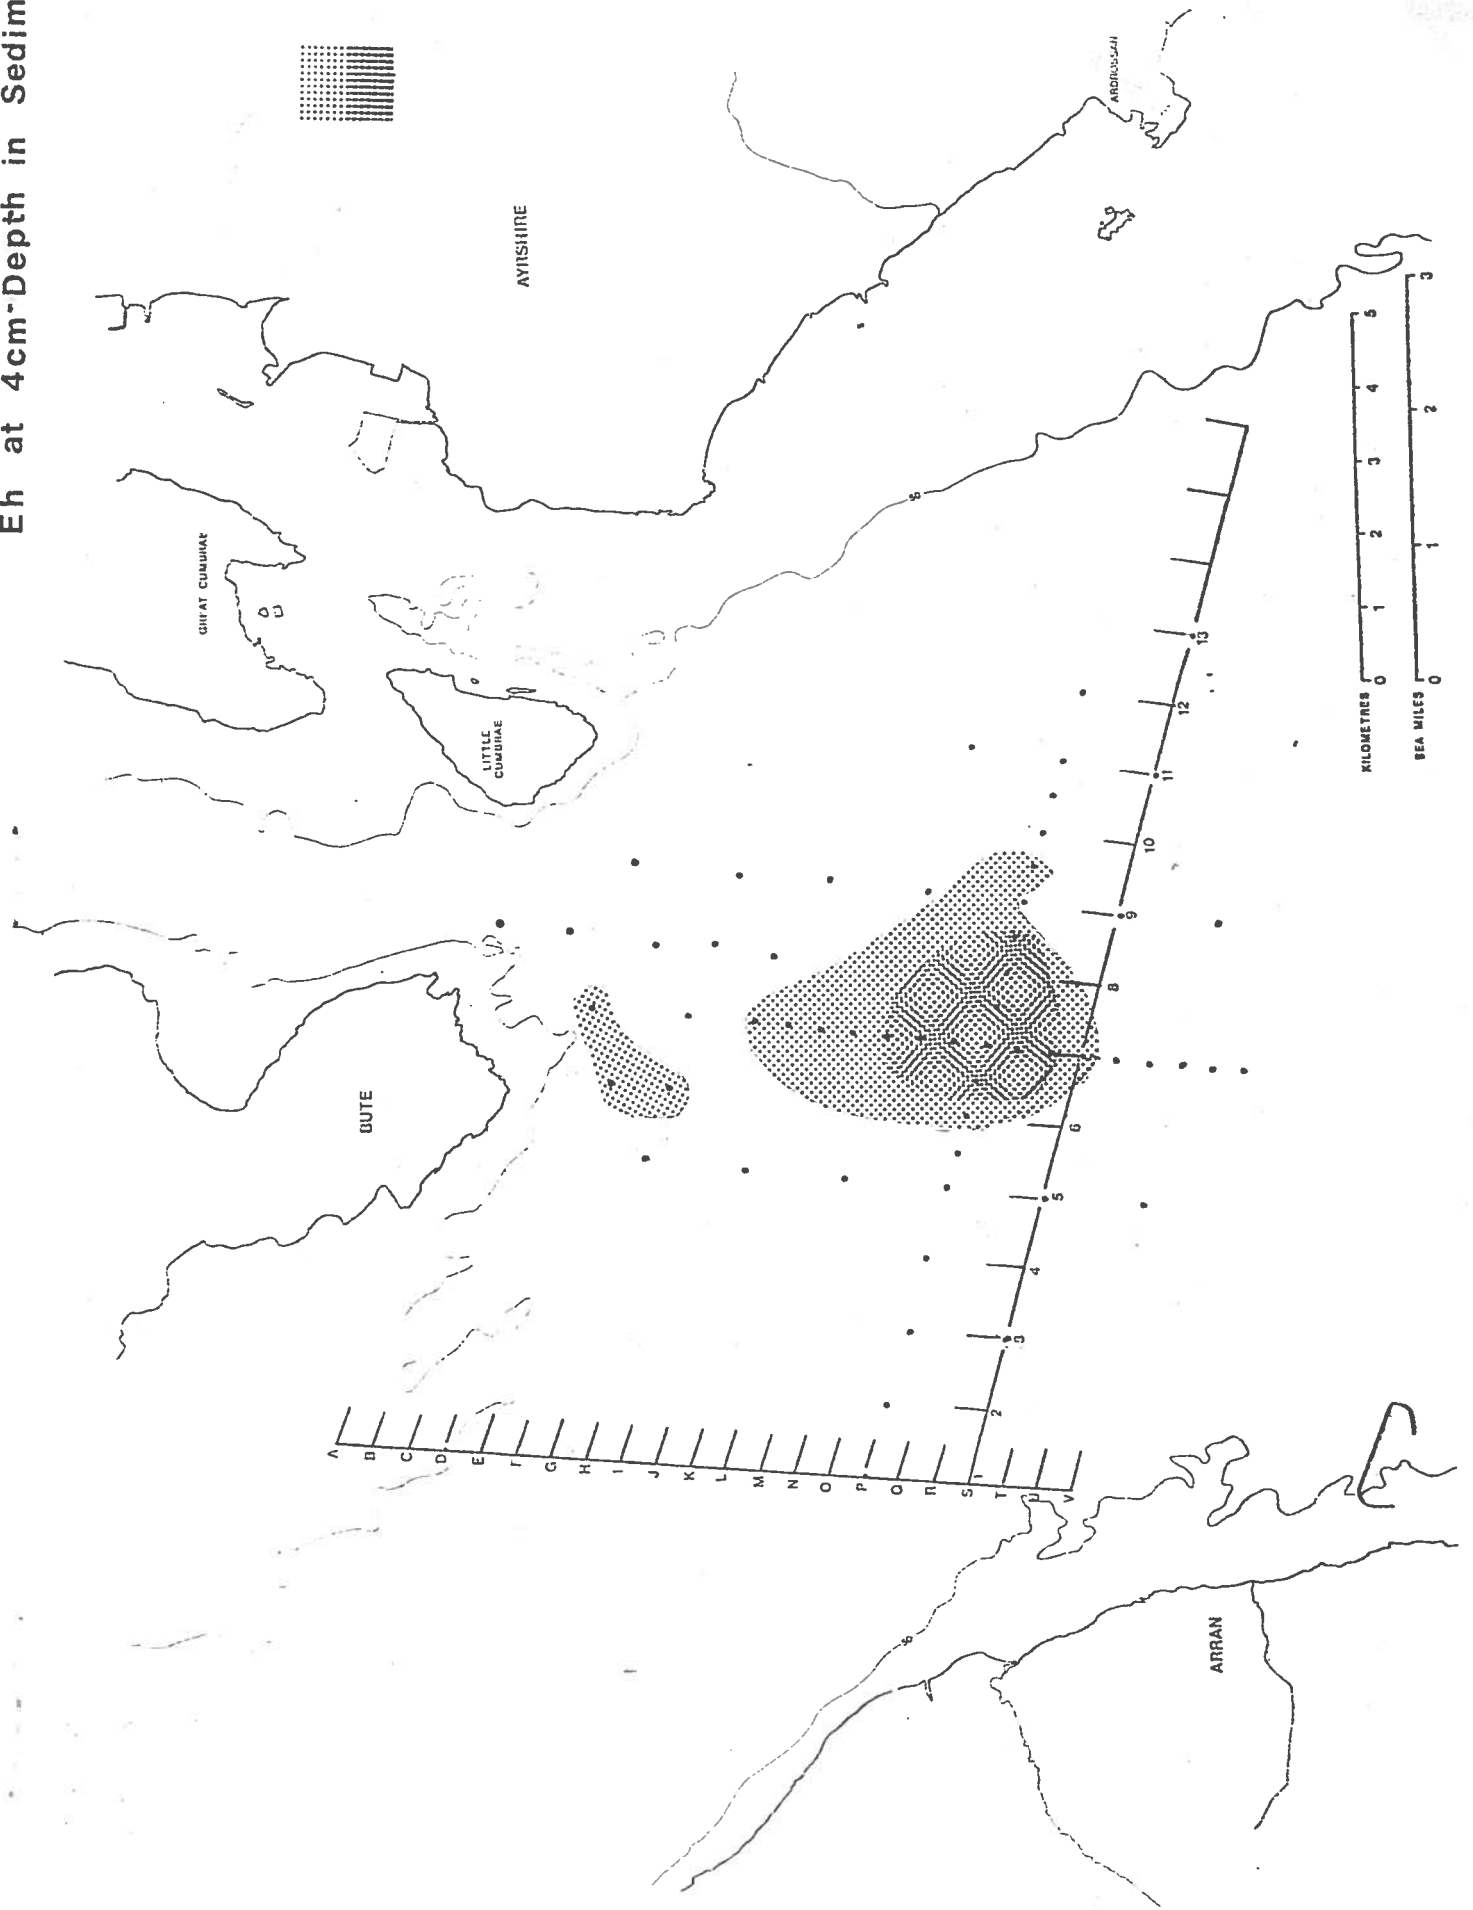 Eh at 4cm-Depth in Sedim
AYRSHIRE
ARDROSSAN
GREAT CUMBRAE
LITTLE
CUMBRAE
BUTE
ARRAN
A
B
C
D
E
F
G
H
I
J
K
L
M
N
O
P
Q
R
S
T
U
V
1
2
3
4
5
6
8
9
10
11
12
13
KILOMETRES
0 1 2 3 4 5
SEA MILES
0 1 2 3